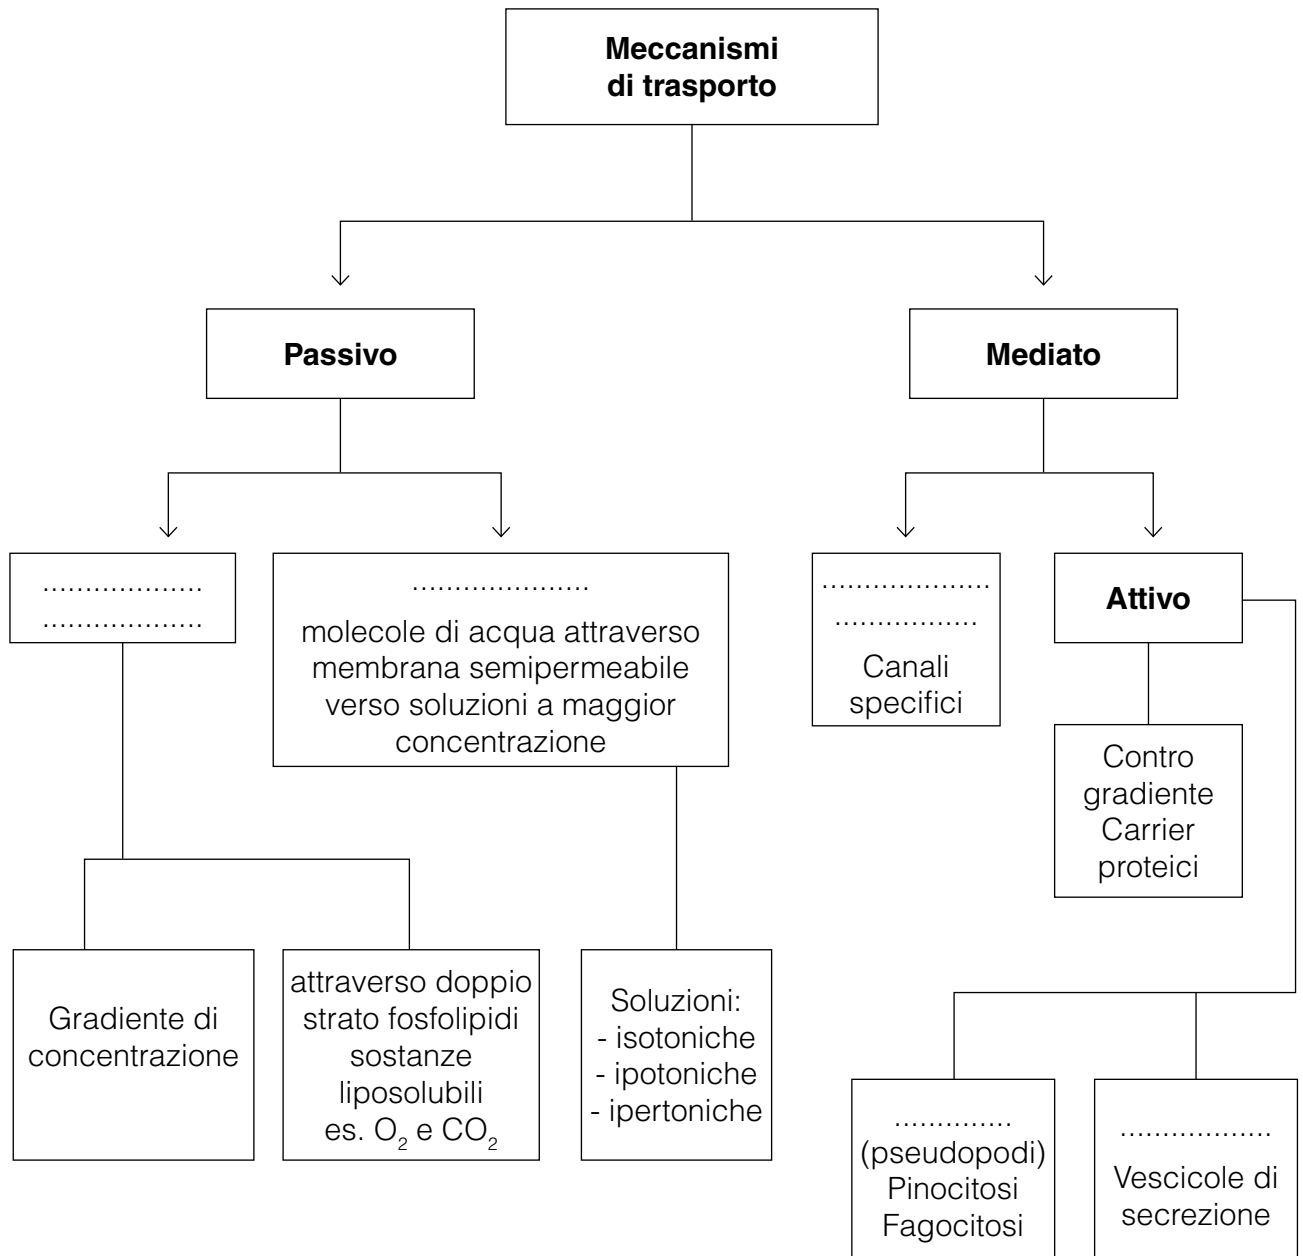 Meccanismi
di trasporto
Passivo
Mediato
...................
...................
.....................
molecole di acqua attraverso
membrana semipermeabile
verso soluzioni a maggior
concentrazione
....................
.................
Canali
specifici
Attivo
Contro
gradiente
Carrier
proteici
Gradiente di
concentrazione
attraverso doppio
strato fosfolipidi
sostanze
liposolubili
es. O₂ e CO₂
Soluzioni:
- isotoniche
- ipotoniche
- ipertoniche
..............
(pseudopodi)
Pinocitosi
Fagocitosi
..................
Vescicole di
secrezione